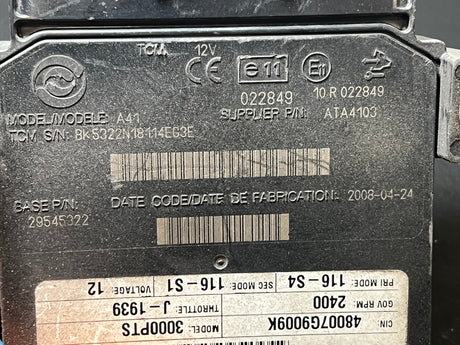 TCM 12V
CE e11 E11
022849 10 R 022849
MODEL/MODELE: A41 SUPPLIER P/N: ATA4103
TCM S/N: BK5322N18114EG3E
BASE P/N: DATE CODE/DATE DE FABRICATION: 2008-04-24
29545322
PRI MODE: 116-S4 SEC MODE: 116-S1 VOLTAGE: 12
GOV RPM: 2400 THROTTLE: J-1939
CIN: 48007G9009K MODEL: 3000PTS